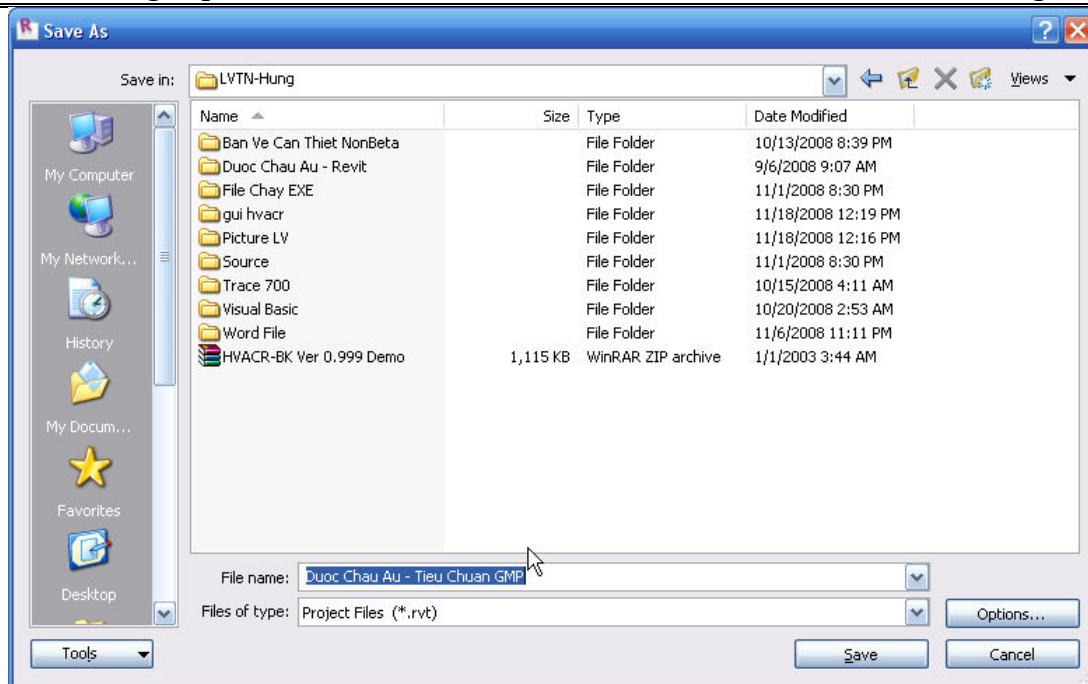 Save As
Save in: LVTN-Hung Views
Name Size Type Date Modified
Ban Ve Can Thiet NonBeta File Folder 10/13/2008 8:39 PM
Duoc Chau Au - Revit File Folder 9/6/2008 9:07 AM
File Chay EXE File Folder 11/1/2008 8:30 PM
gui hvacr File Folder 11/18/2008 12:19 PM
Picture LV File Folder 11/18/2008 12:16 PM
Source File Folder 11/1/2008 8:30 PM
Trace 700 File Folder 10/15/2008 4:11 AM
Visual Basic File Folder 10/20/2008 2:53 AM
Word File File Folder 11/6/2008 11:11 PM
HVACR-BK Ver 0.999 Demo 1,115 KB WinRAR ZIP archive 1/1/2003 3:44 AM
My Computer
My Network...
History
My Docum...
Favorites
Desktop
File name: Duoc Chau Au - Tieu Chuan GMP
Files of type: Project Files (*.rvt) Options...
Tools Save Cancel